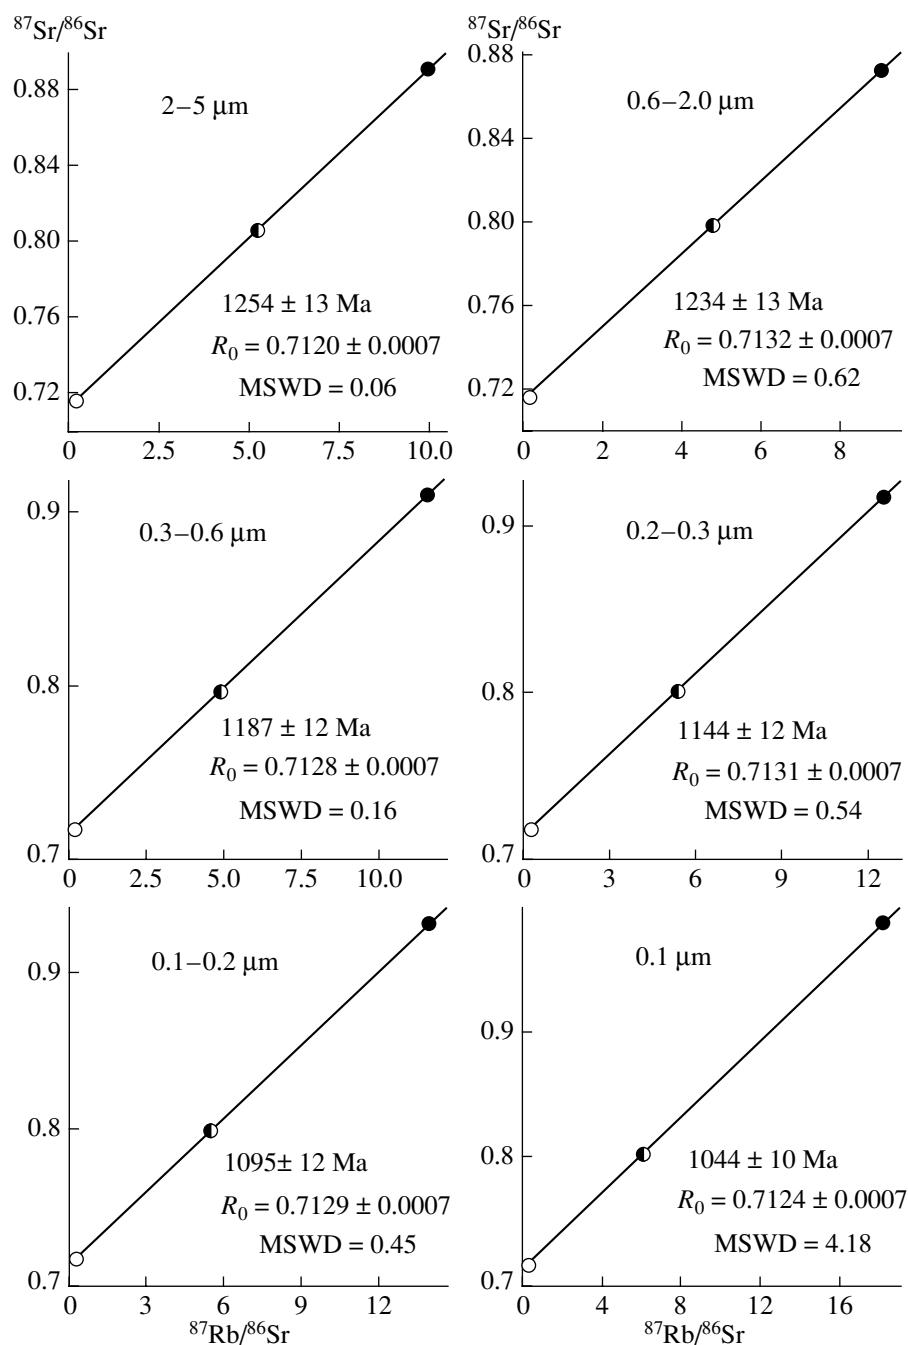 ⁸⁷Sr/⁸⁶Sr
0.88
0.84
0.80
0.76
0.72
2–5 μm
1254 ± 13 Ma
R₀ = 0.7120 ± 0.0007
MSWD = 0.06
0 2.5 5.0 7.5 10.0
⁸⁷Sr/⁸⁶Sr
0.88
0.84
0.80
0.76
0.72
0.6–2.0 μm
1234 ± 13 Ma
R₀ = 0.7132 ± 0.0007
MSWD = 0.62
0 2 4 6 8
0.9
0.8
0.7
0.3–0.6 μm
1187 ± 12 Ma
R₀ = 0.7128 ± 0.0007
MSWD = 0.16
0 2.5 5.0 7.5 10.0
0.9
0.8
0.7
0.2–0.3 μm
1144 ± 12 Ma
R₀ = 0.7131 ± 0.0007
MSWD = 0.54
0 3 6 9 12
0.9
0.8
0.7
0.1–0.2 μm
1095± 12 Ma
R₀ = 0.7129 ± 0.0007
MSWD = 0.45
0 3 6 9 12
⁸⁷Rb/⁸⁶Sr
0.9
0.8
0.7
0.1 μm
1044 ± 10 Ma
R₀ = 0.7124 ± 0.0007
MSWD = 4.18
0 4 8 12 16
⁸⁷Rb/⁸⁶Sr